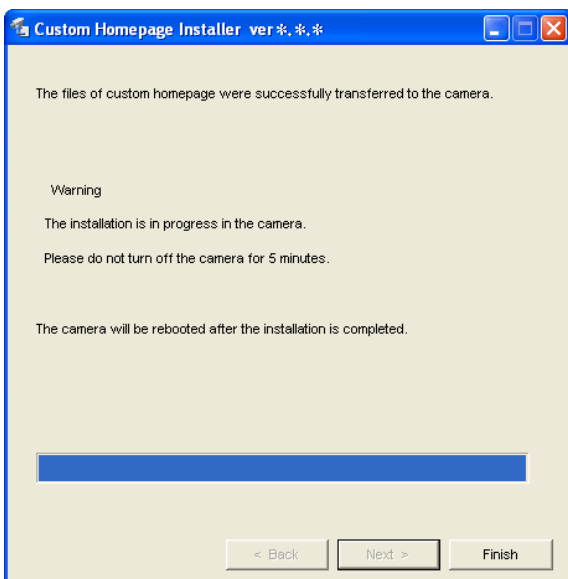 Custom Homepage Installer ver＊.＊.＊
The files of custom homepage were successfully transferred to the camera.
Warning
The installation is in progress in the camera.
Please do not turn off the camera for 5 minutes.
The camera will be rebooted after the installation is completed.
< Back Next > Finish